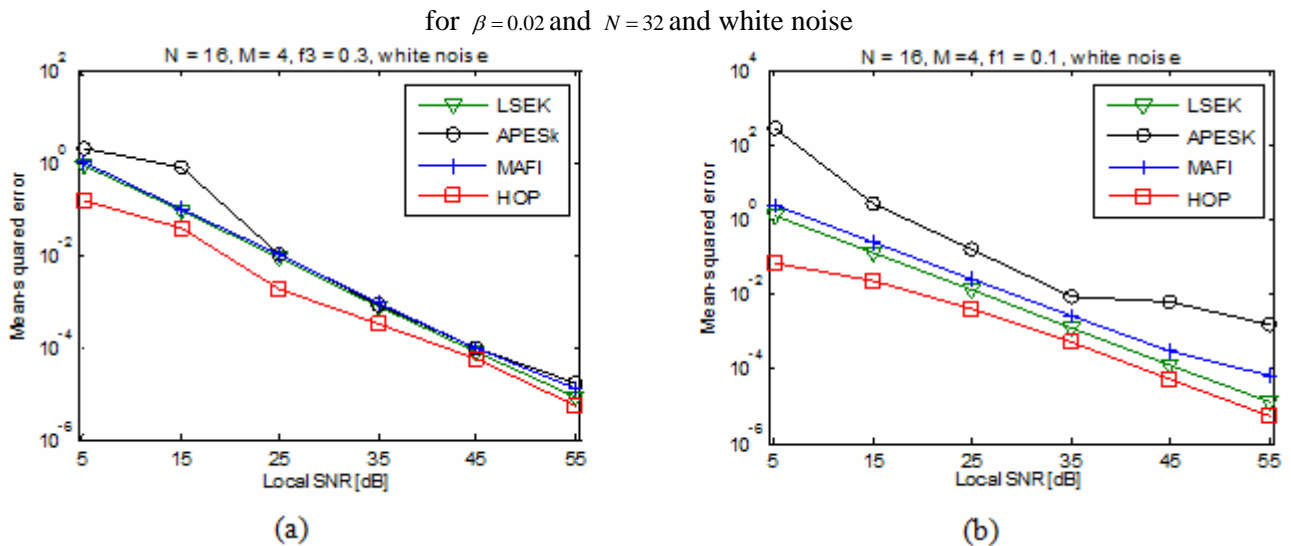 for β = 0.02 and N = 32 and white noise
N = 16, M= 4, f3 = 0.3, white noise
10^2
10^0
10^-2
10^-4
10^-6
Mean-squared error
5 15 25 35 45 55
Local SNR [dB]
LSEK
APESk
MAFI
HOP
(a)
N = 16, M =4, f1 = 0.1, white noise
10^4
10^2
10^0
10^-2
10^-4
10^-6
Mean-squared error
5 15 25 35 45 55
Local SNR [dB]
LSEK
APESK
MAFI
HOP
(b)